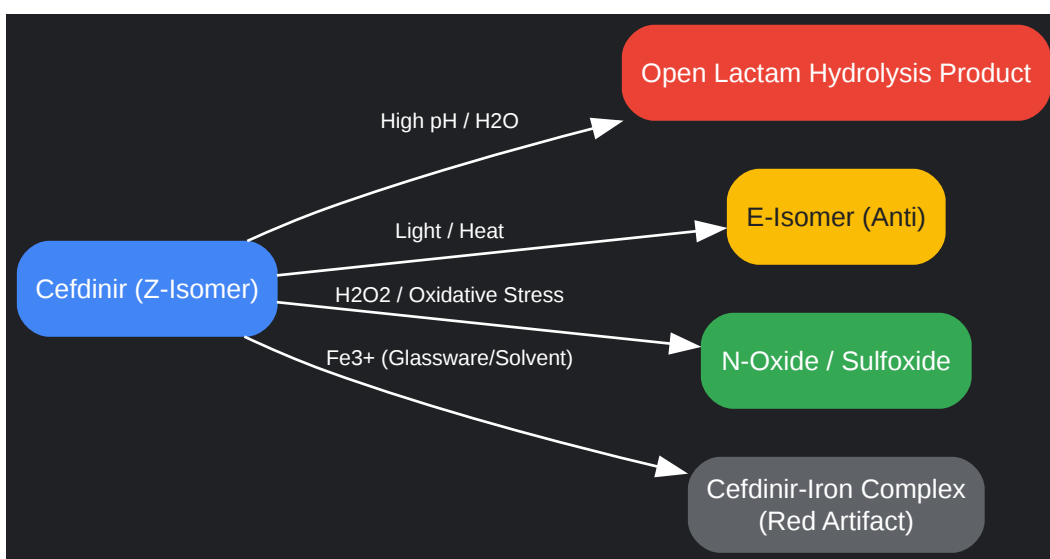 Open Lactam Hydrolysis Product
High pH / H2O
E-Isomer (Anti)
Light / Heat
Cefdinir (Z-Isomer)
H2O2 / Oxidative Stress
N-Oxide / Sulfoxide
Fe3+ (Glassware/Solvent)
Cefdinir-Iron Complex
(Red Artifact)